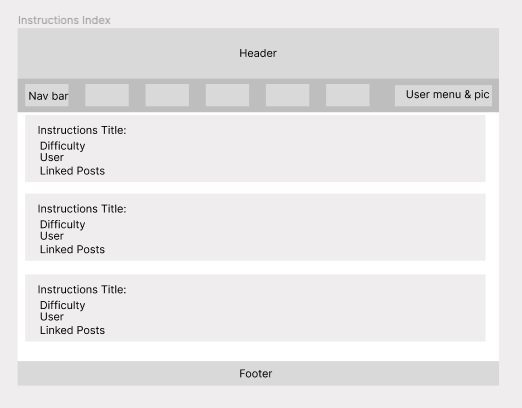 Instructions Index
Header
Nav bar
User menu & pic
Instructions Title:
Difficulty
User
Linked Posts
Instructions Title:
Difficulty
User
Linked Posts
Instructions Title:
Difficulty
User
Linked Posts
Footer